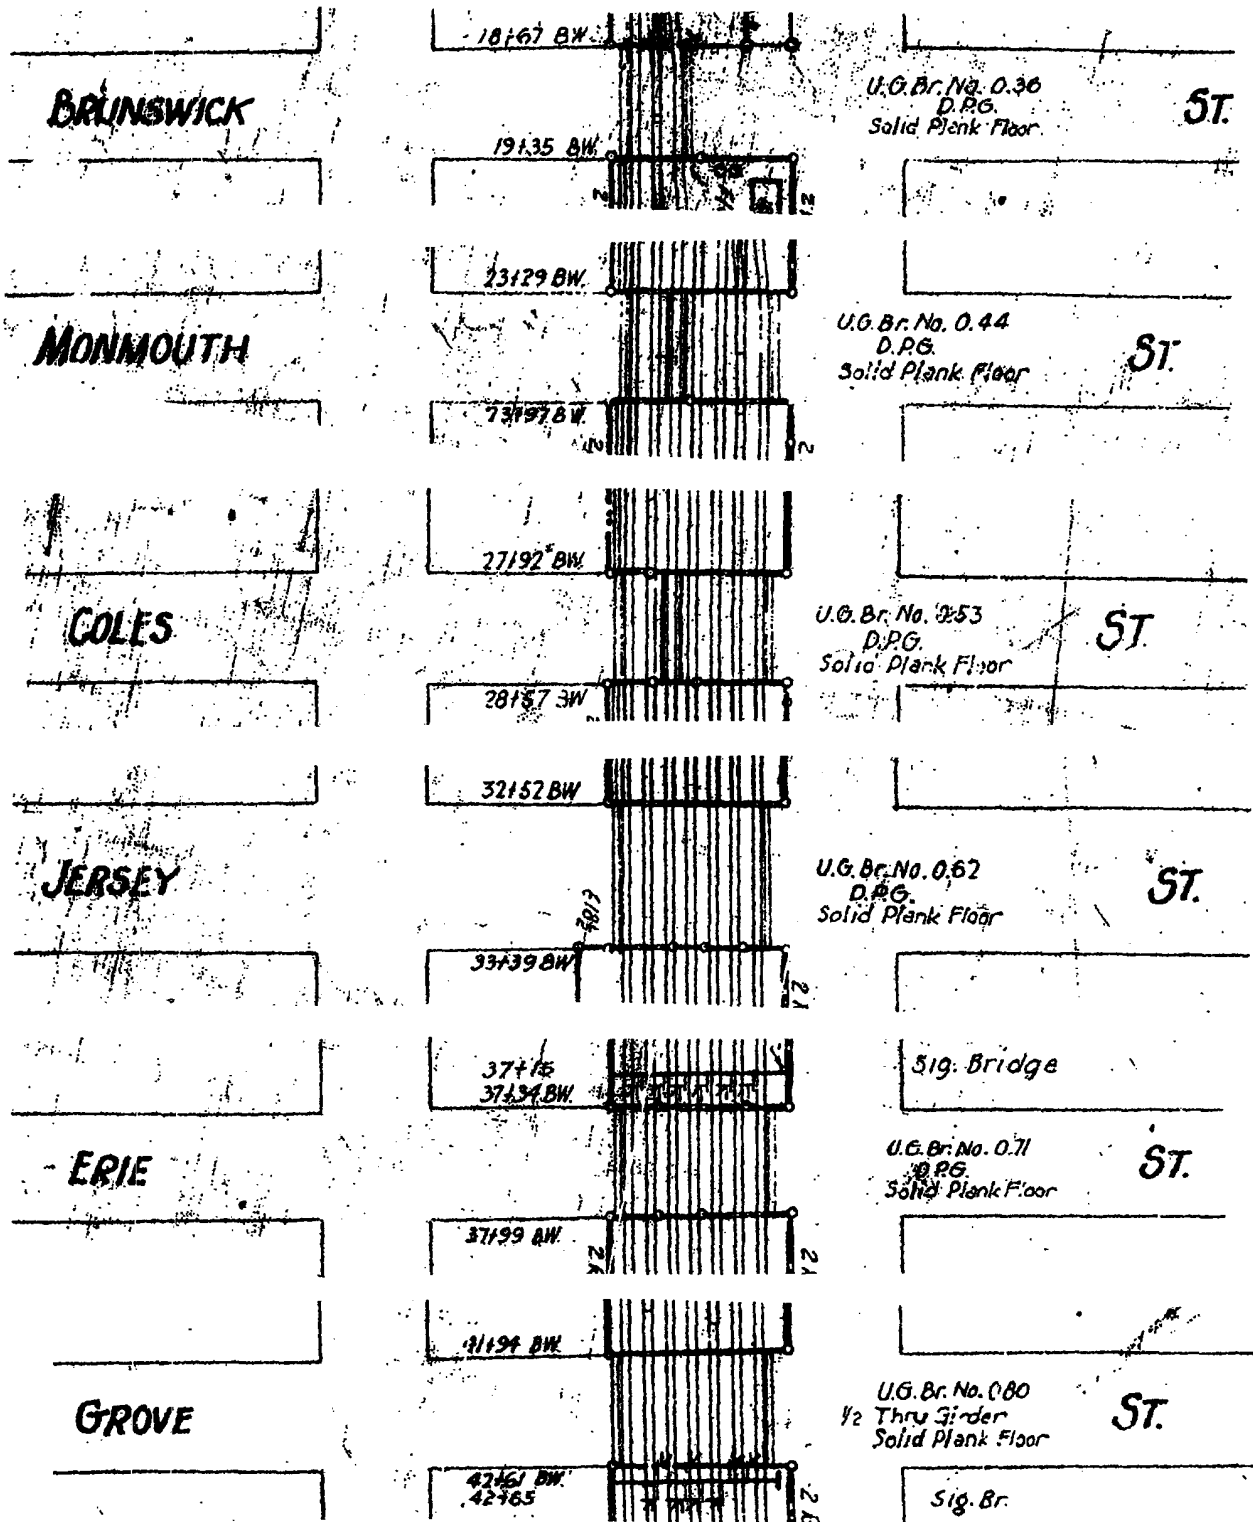 18+67 BW.
BRUNSWICK
U.G. Br. No. 0.36
D.P.G.
Solid Plank Floor
ST.
19+35 BW.
23+29 BW.
MONMOUTH
U.G. Br. No. 0.44
D.P.G.
Solid Plank Floor
ST.
23+97 BW.
27+92 BW.
COLES
U.G. Br. No. 0.53
D.P.G.
Solid Plank Floor
ST.
28+57 BW
32+52 BW
JERSEY
U.G. Br. No. 0.62
D.P.G.
Solid Plank Floor
ST.
33+39 BW
37+15
Sig. Bridge
37+34 BW.
ERIE
U.G. Br. No. 0.71
D.P.G.
Solid Plank Floor
ST.
37+99 BW.
41+94 BW.
GROVE
U.G. Br. No. 0.80
1/2 Thru Girder
Solid Plank Floor
ST.
42+61 BW.
42+65
Sig. Br.